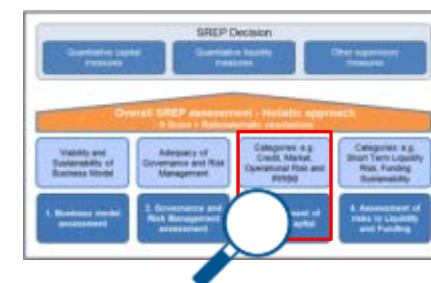 SREP Decision
Quantitative capital
measures
Quantitative liquidity
measures
Other supervisory
measures
Overall SREP assessment - Holistic approach
Viability and
Sustainability of
Business Model
Adequacy of
Governance and Risk
Management
Categories: e.g.
Credit, Market,
Operational Risk and
IRRBB
Categories: e.g.
Short Term Liquidity
Risk, Funding
Sustainability
1. Business model
assessment
2. Governance and
Risk Management
assessment
4. Assessment of
risks to Liquidity
and Funding